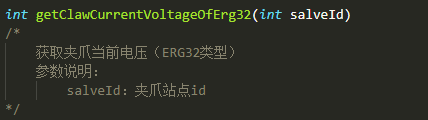 int getClawCurrentVoltageOfErg32(int salveId)
/*
获取夹爪当前电压（ERG32类型）
参数说明：
salveId：夹爪站点id
*/